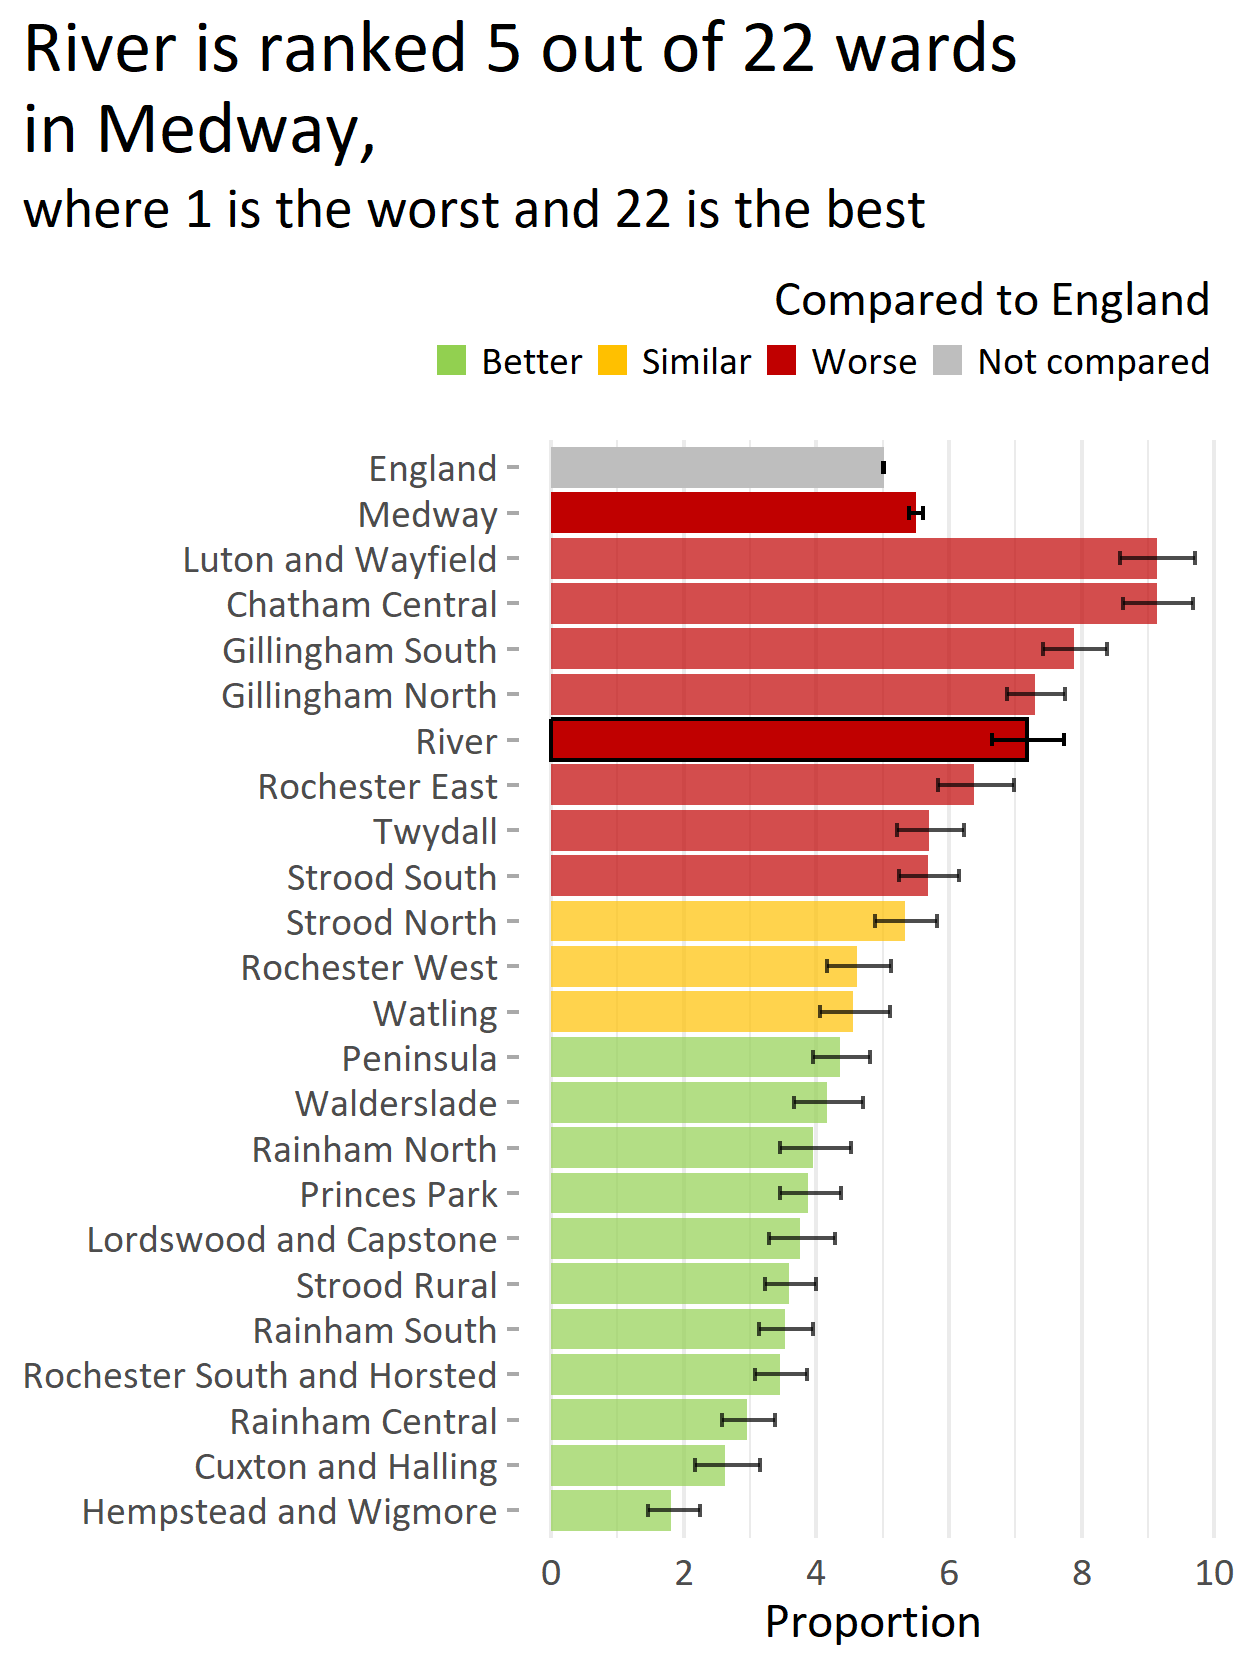 River is ranked 5 out of 22 wards
in Medway,
where 1 is the worst and 22 is the best
Compared to England
Better Similar Worse Not compared
England
Medway
Luton and Wayfield
Chatham Central
Gillingham South
Gillingham North
River
Rochester East
Twydall
Strood South
Strood North
Rochester West
Watling
Peninsula
Walderslade
Rainham North
Princes Park
Lordswood and Capstone
Strood Rural
Rainham South
Rochester South and Horsted
Rainham Central
Cuxton and Halling
Hempstead and Wigmore
0 2 4 6 8 10
Proportion